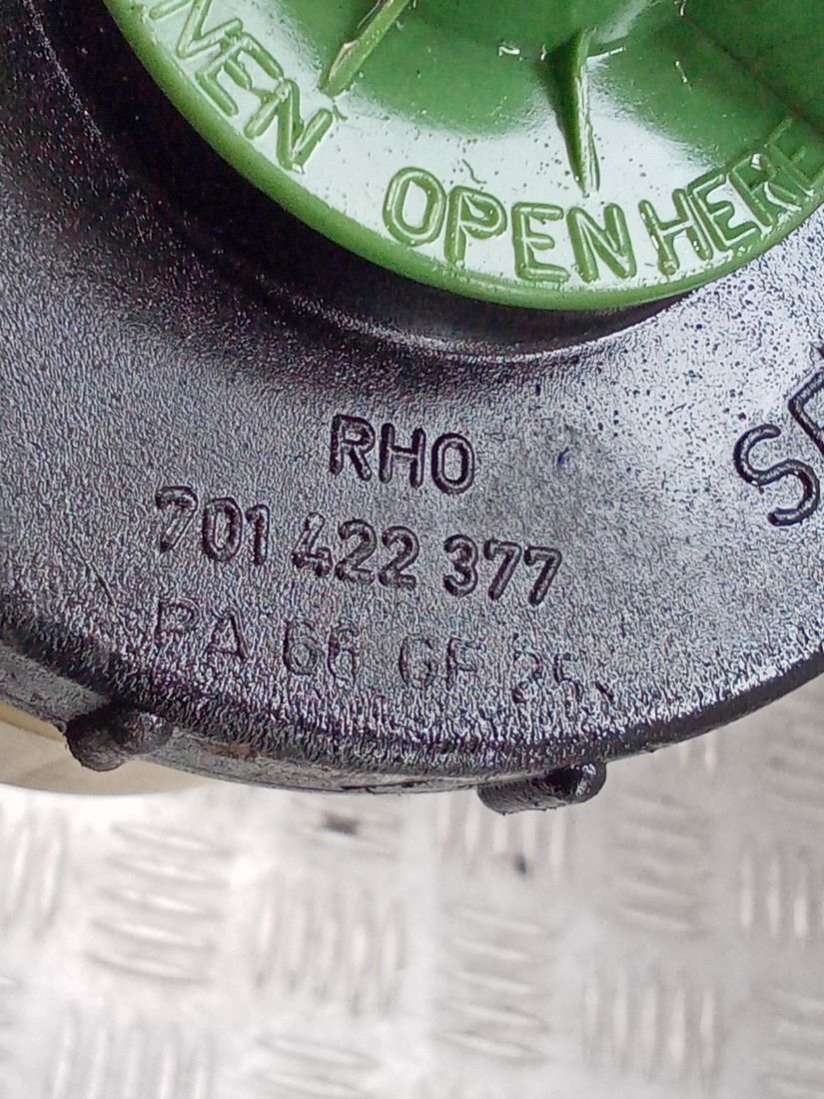 OPEN HERE
RHO
701 422 377
PA 66 GF 25